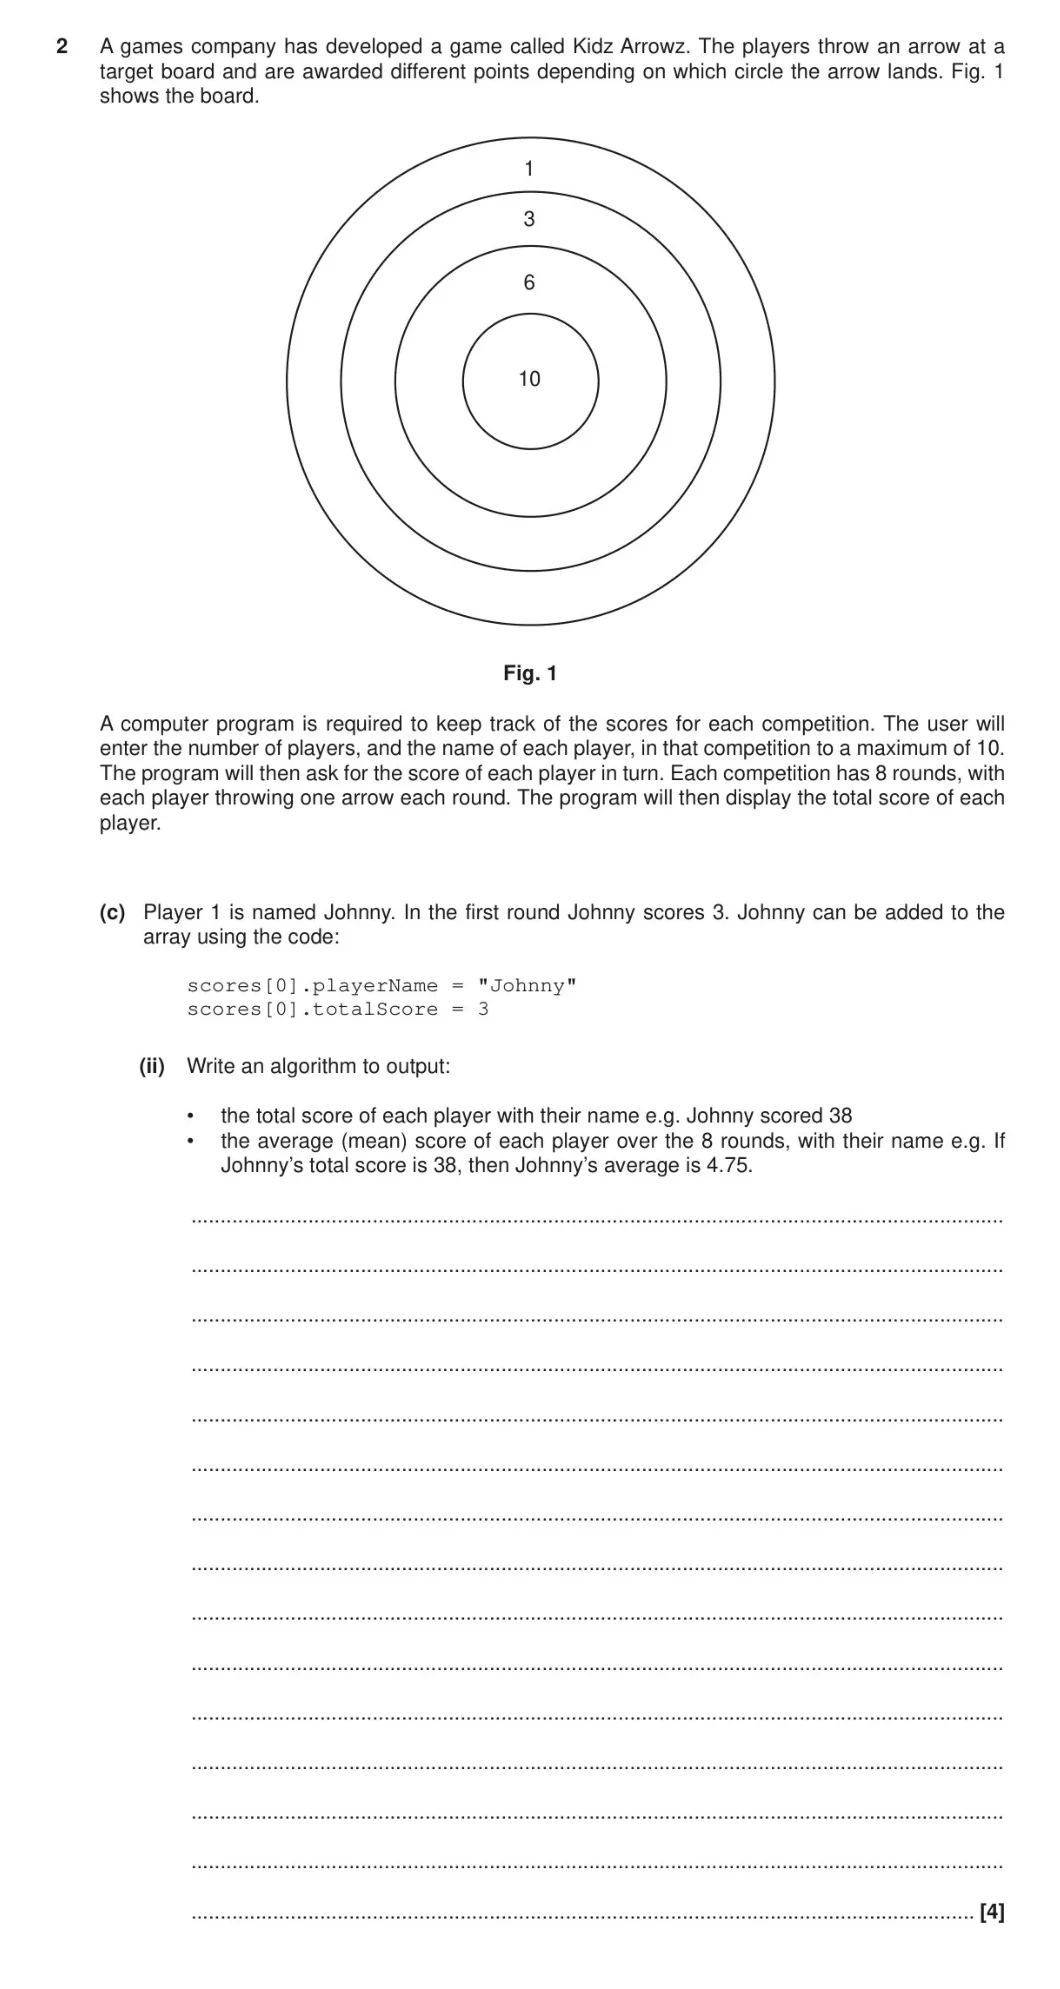 2 A games company has developed a game called Kidz Arrowz. The players throw an arrow at a
target board and are awarded different points depending on which circle the arrow lands. Fig. 1
shows the board.
1
3
6
10
Fig. 1
A computer program is required to keep track of the scores for each competition. The user will
enter the number of players, and the name of each player, in that competition to a maximum of 10.
The program will then ask for the score of each player in turn. Each competition has 8 rounds, with
each player throwing one arrow each round. The program will then display the total score of each
player.
(c) Player 1 is named Johnny. In the first round Johnny scores 3. Johnny can be added to the
array using the code:
scores[0].playerName = "Johnny"
scores[0].totalScore = 3
(ii) Write an algorithm to output:
• the total score of each player with their name e.g. Johnny scored 38
• the average (mean) score of each player over the 8 rounds, with their name e.g. If
Johnny’s total score is 38, then Johnny’s average is 4.75.
[4]